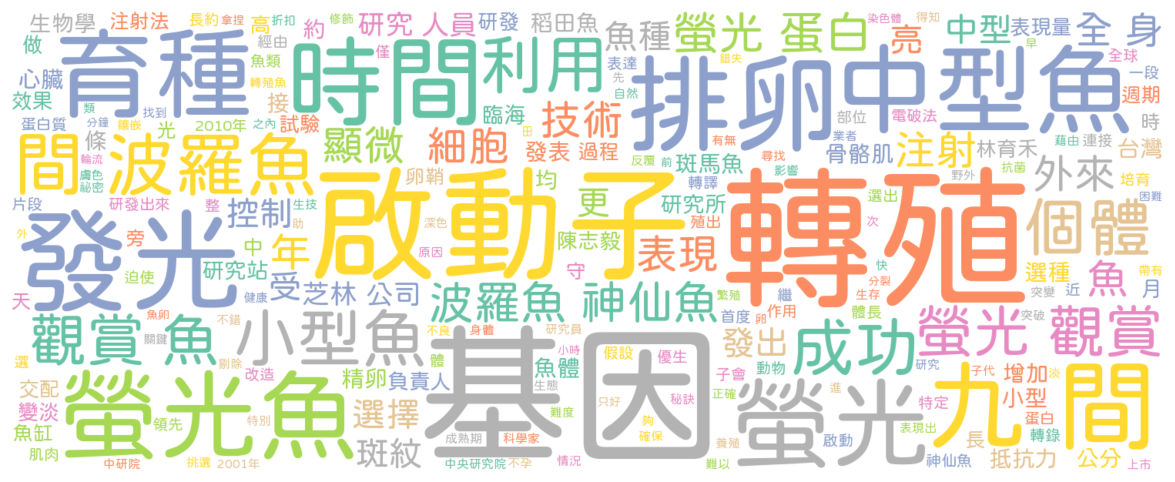 生物學 注射法 做 長約 拿捏 折扣 高 修飾 約 研究 人員 研發 稻田魚 魚種 螢光 蛋白 染色體 亮 得知 中型 表現量 早 全 身
育種 經由 魚類 時間 僅 利用 表達 先 自然 排卵 錯失 中型魚 全球 一段 週期
心臟 效果 轉殖魚 接 臨海 技術 部位 電破法 時
蛋白質 類 分鐘 鑲嵌 找到 光 2010年 之內 試驗 顯微 細胞 發表 過程 田 有無 業者 骨骼肌 注射 林育禾 藉由 連接 台灣
條 間 輪流 波羅魚 膚色 祕密 卵鞘 均 反覆 前 斑馬魚 尋找 影響 轉譯 野外 抗菌 外來 培育 困難
片段 研發出來 整 生技 控制 深色 啟動子 更 研究所 殖出 選出 轉殖 次 個體
外 發光 旁 助 中 年 原因 陳志毅 表現 快 分裂 選種 帶有
天 迫使 研究站 健康 受 芝林 公司 守 波羅魚 神仙魚 繁殖 繼 生存 突變 近 魚 月
觀賞 魚 魚卵 關鍵 不錯 小型魚 不良 身體 研究員 首度 卵 作用 體長 發出 成功 螢光 觀賞 突破
選 剔除 改造 體 基因 小時 魚體 假設 優生 動物 研究 子代 淡
交配 螢光魚 精卵 負責人 生態 大 子會 正確 螢光 進 特定 九 間 增加 小型
變淡 魚缸 領先 特別 選擇 難度 只好 夠 秘訣 確保 蛋白 表現出 轉錄
肌肉 中研院 挑選 2001年 斑紋 成熟期 科學家 中央研究院 不孕 情況 養殖 難以 啟動 神仙魚 長 抵抗力 公分 上市